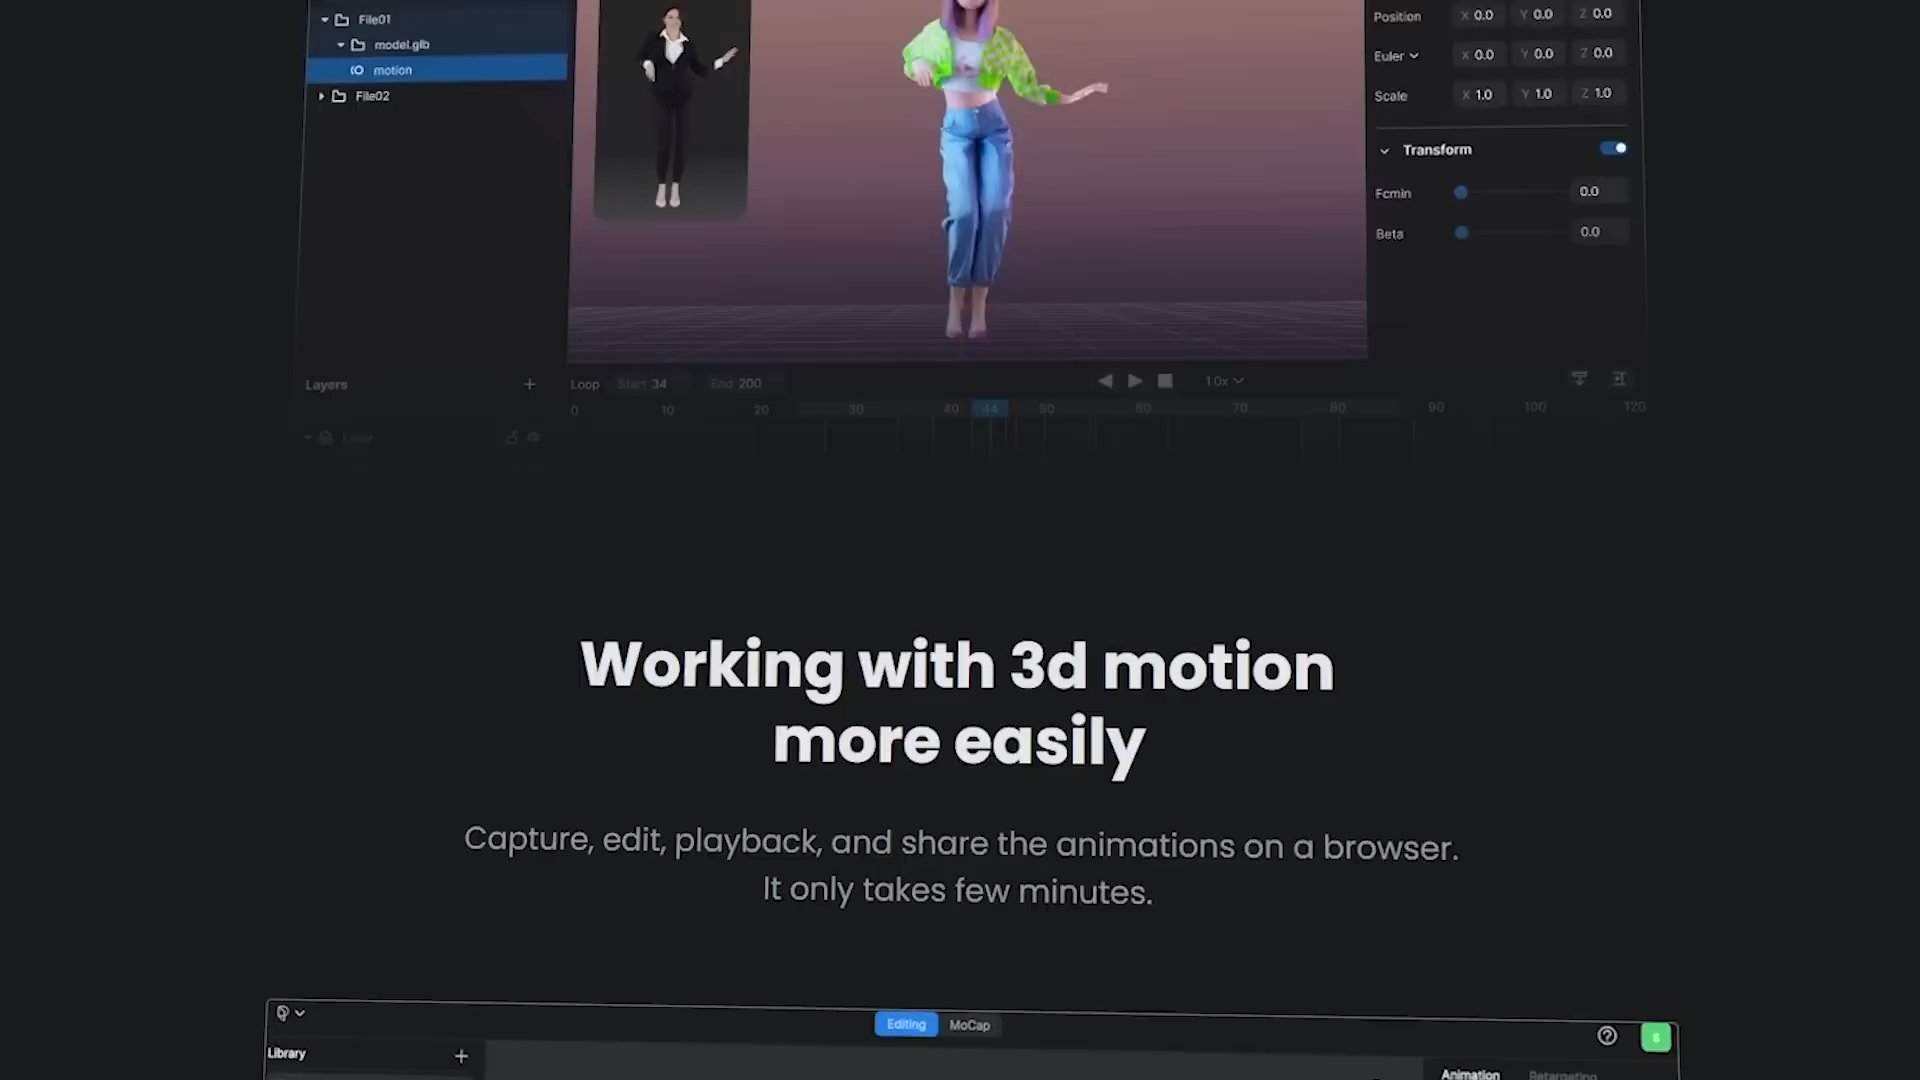 File01
model.glb
motion
File02
Position X 0.0 Y 0.0 Z 0.0
Euler X 0.0 Y 0.0 Z 0.0
Scale X 1.0 Y 1.0 Z 1.0
Transform
Fcmin 0.0
Beta 0.0
Layers +
Loop Start 34 End 200 1.0x
0 10 20 30 40 44 50 60 70 80 90 100 120
Layer
Working with 3d motion
more easily
Capture, edit, playback, and share the animations on a browser.
It only takes few minutes.
Editing MoCap
? s
Library +
Animation Retargeting